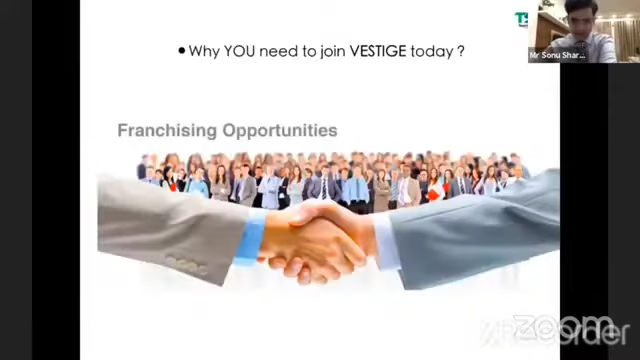 • Why YOU need to join VESTIGE today ?
Mr Sonu Shar...
Franchising Opportunities
zoom